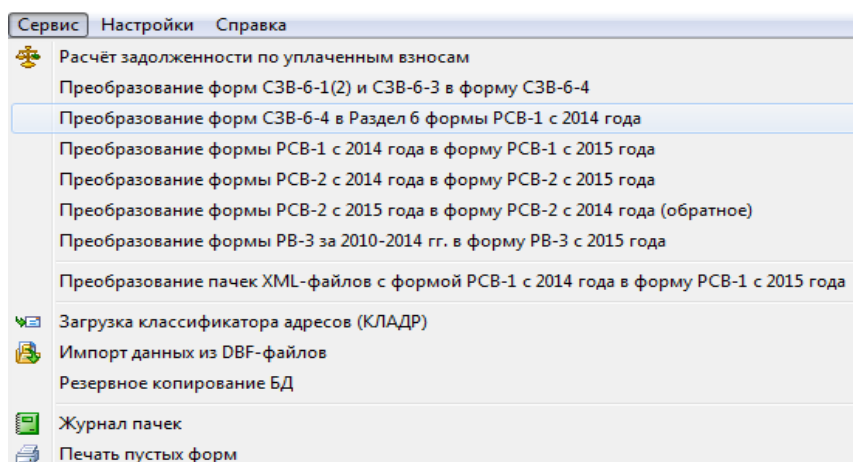 Сервис Настройки Справка
Расчёт задолженности по уплаченным взносам
Преобразование форм СЗВ-6-1(2) и СЗВ-6-3 в форму СЗВ-6-4
Преобразование форм СЗВ-6-4 в Раздел 6 формы РСВ-1 с 2014 года
Преобразование формы РСВ-1 с 2014 года в форму РСВ-1 с 2015 года
Преобразование формы РСВ-2 с 2014 года в форму РСВ-2 с 2015 года
Преобразование формы РСВ-2 с 2015 года в форму РСВ-2 с 2014 года (обратное)
Преобразование формы РВ-3 за 2010-2014 гг. в форму РВ-3 с 2015 года
Преобразование пачек XML-файлов с формой РСВ-1 с 2014 года в форму РСВ-1 с 2015 года
Загрузка классификатора адресов (КЛАДР)
Импорт данных из DBF-файлов
Резервное копирование БД
Журнал пачек
Печать пустых форм